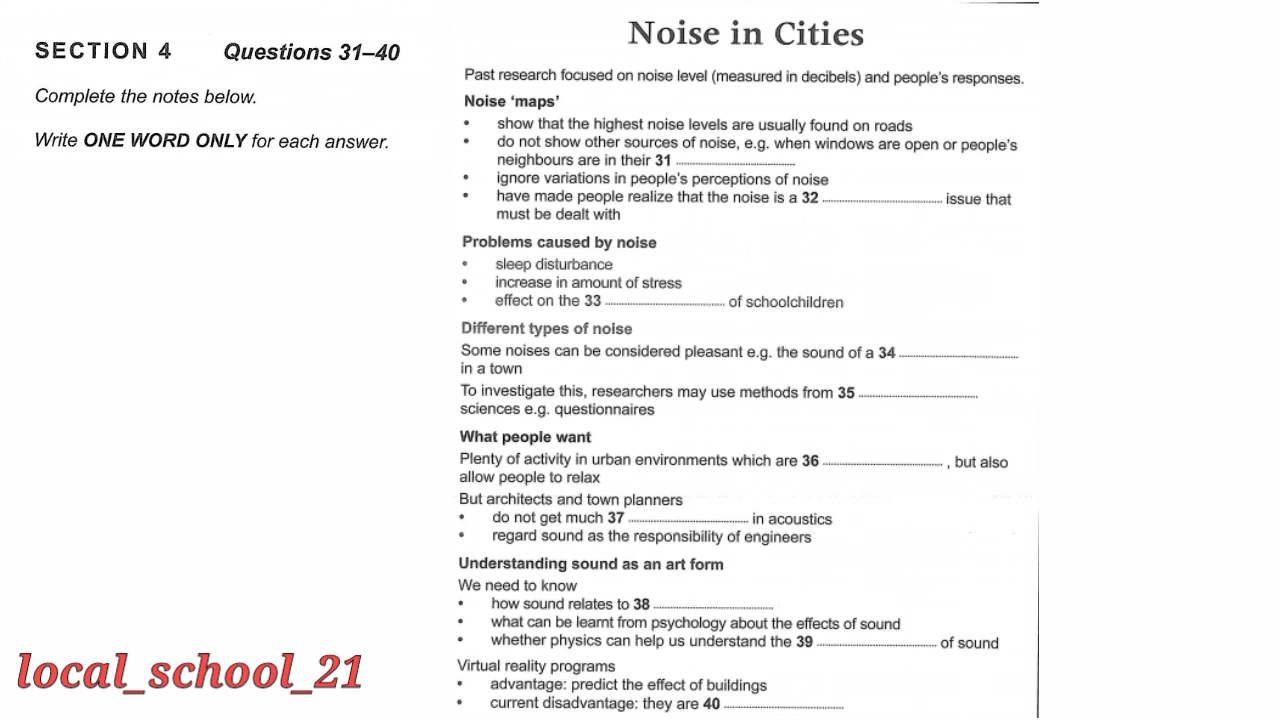 SECTION 4 Questions 31–40
Complete the notes below.
Write ONE WORD ONLY for each answer.
Noise in Cities
Past research focused on noise level (measured in decibels) and people's responses.
Noise 'maps'
• show that the highest noise levels are usually found on roads
• do not show other sources of noise, e.g. when windows are open or people's
neighbours are in their 31 ....................
• ignore variations in people's perceptions of noise
• have made people realize that the noise is a 32 .................... issue that
must be dealt with
Problems caused by noise
• sleep disturbance
• increase in amount of stress
• effect on the 33 .................... of schoolchildren
Different types of noise
Some noises can be considered pleasant e.g. the sound of a 34 ....................
in a town
To investigate this, researchers may use methods from 35 ....................
sciences e.g. questionnaires
What people want
Plenty of activity in urban environments which are 36 .................... , but also
allow people to relax
But architects and town planners
• do not get much 37 .................... in acoustics
• regard sound as the responsibility of engineers
Understanding sound as an art form
We need to know
• how sound relates to 38 ....................
• what can be learnt from psychology about the effects of sound
• whether physics can help us understand the 39 .................... of sound
Virtual reality programs
• advantage: predict the effect of buildings
• current disadvantage: they are 40 ....................
local_school_21